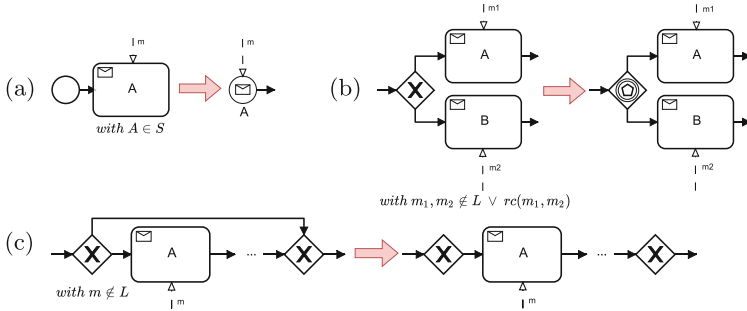 (a)
m
A
with A ∈ S
m
A
(b)
m1
A
B
m2
with m₁, m₂ ∉ L ∨ rc(m₁, m₂)
m1
A
B
m2
(c)
A
...
m
with m ∉ L
A
...
m